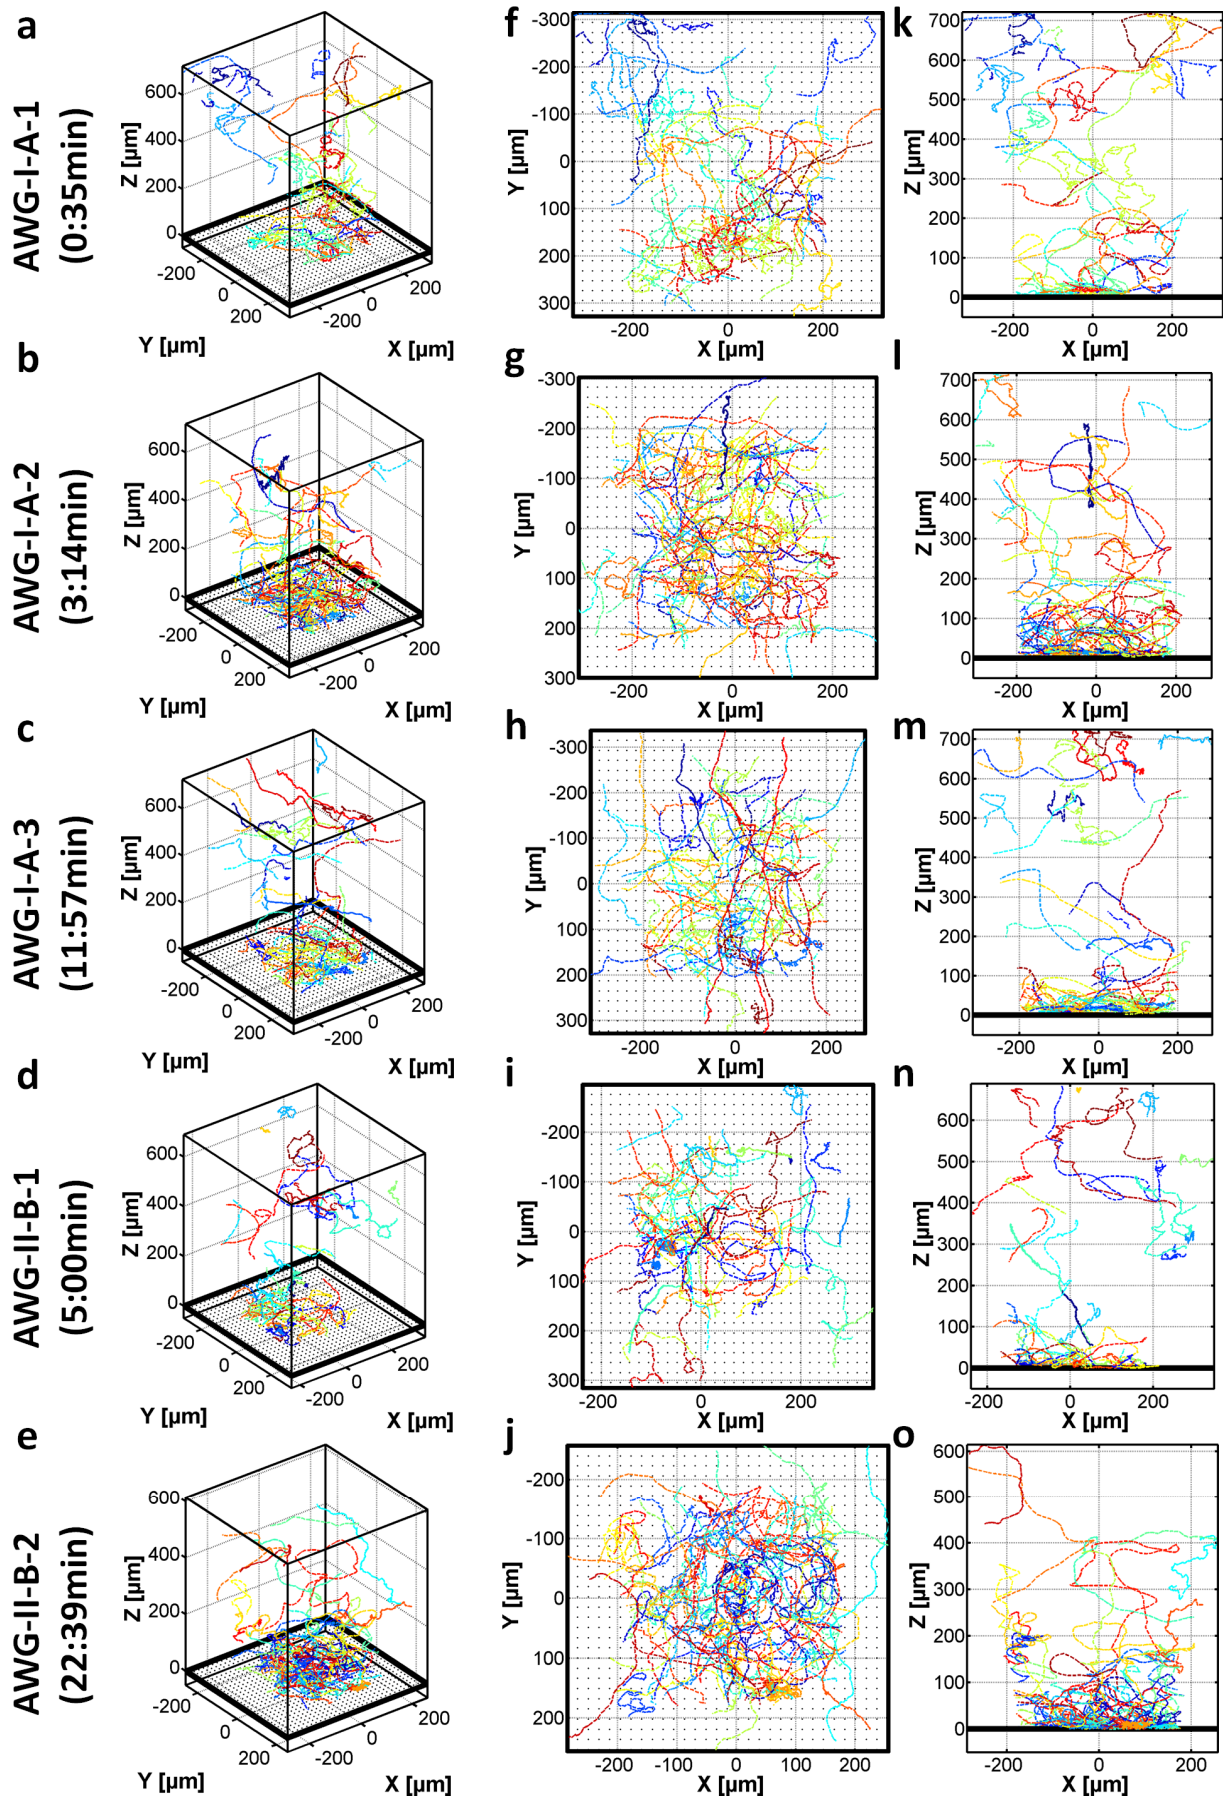 a
AWG-I-A-1
(0:35min)
Z [µm]
600
400
200
0
-200
0
200
-200
0
200
Y [µm]
X [µm]
f
Y [µm]
-300
-200
-100
0
100
200
300
-200
0
200
X [µm]
k
Z [µm]
700
600
500
400
300
200
100
0
-200
0
200
X [µm]
b
AWG-I-A-2
(3:14min)
Z [µm]
600
400
200
0
-200
0
200
-200
0
200
Y [µm]
X [µm]
g
Y [µm]
-300
-200
-100
0
100
200
300
-200
0
200
X [µm]
l
Z [µm]
700
600
500
400
300
200
100
0
-200
0
200
X [µm]
c
AWG-I-A-3
(11:57min)
Z [µm]
600
400
200
0
-200
0
200
-200
0
200
Y [µm]
X [µm]
h
Y [µm]
-300
-200
-100
0
100
200
300
-200
0
200
X [µm]
m
Z [µm]
700
600
500
400
300
200
100
0
-200
0
200
X [µm]
d
AWG-II-B-1
(5:00min)
Z [µm]
600
400
200
0
-200
0
200
-200
0
200
Y [µm]
X [µm]
i
Y [µm]
-200
-100
0
100
200
300
-200
0
200
X [µm]
n
Z [µm]
600
500
400
300
200
100
0
-200
0
200
X [µm]
e
AWG-II-B-2
(22:39min)
Z [µm]
600
400
200
0
-200
0
200
-200
0
200
Y [µm]
X [µm]
j
Y [µm]
-200
-100
0
100
200
-200
-100
0
100
200
X [µm]
o
Z [µm]
600
500
400
300
200
100
0
-200
0
200
X [µm]